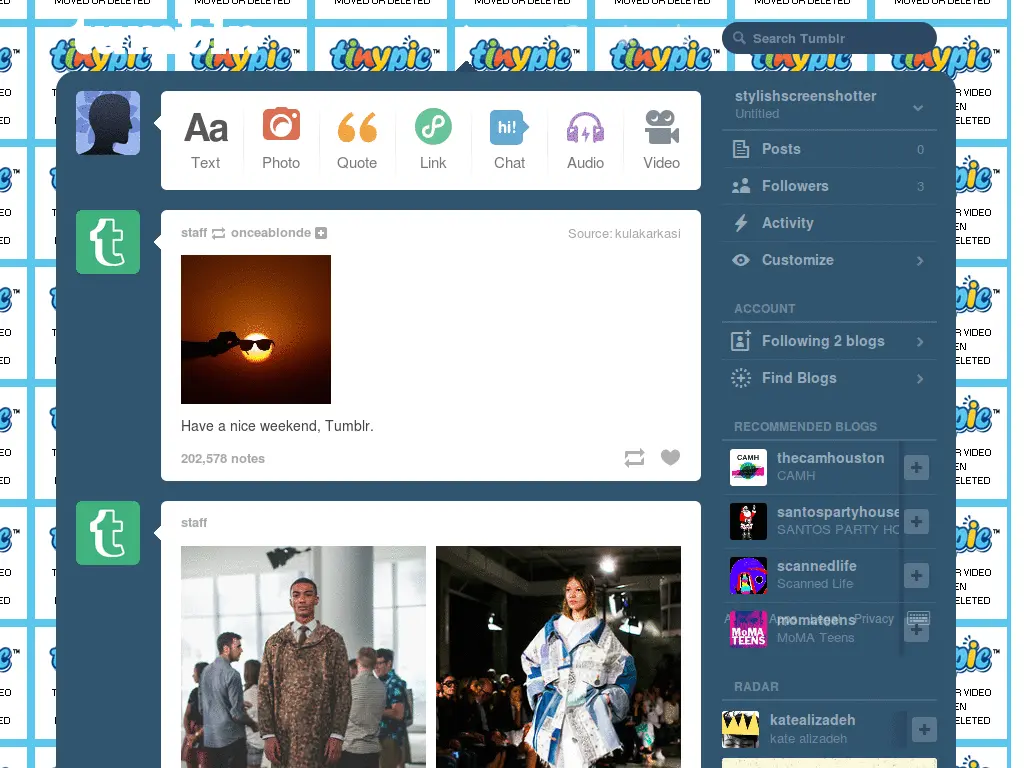 tumblr.
Search Tumblr
tinypic™
MOVED OR DELETED
Aa
hi!
Text
Photo
Quote
Link
Chat
Audio
Video
staff onceablonde
Source: kulakarkasi
Have a nice weekend, Tumblr.
202,578 notes
staff
stylishscreenshotter
Untitled
Posts 0
Followers 3
Activity
Customize
ACCOUNT
Following 2 blogs
Find Blogs
RECOMMENDED BLOGS
CAMH
thecamhouston
CAMH
santospartyhouse
SANTOS PARTY HO
scannedlife
Scanned Life
MoMA
TEENS
momateens
MoMA Teens
Apps Legal Privacy
RADAR
katealizadeh
kate alizadeh